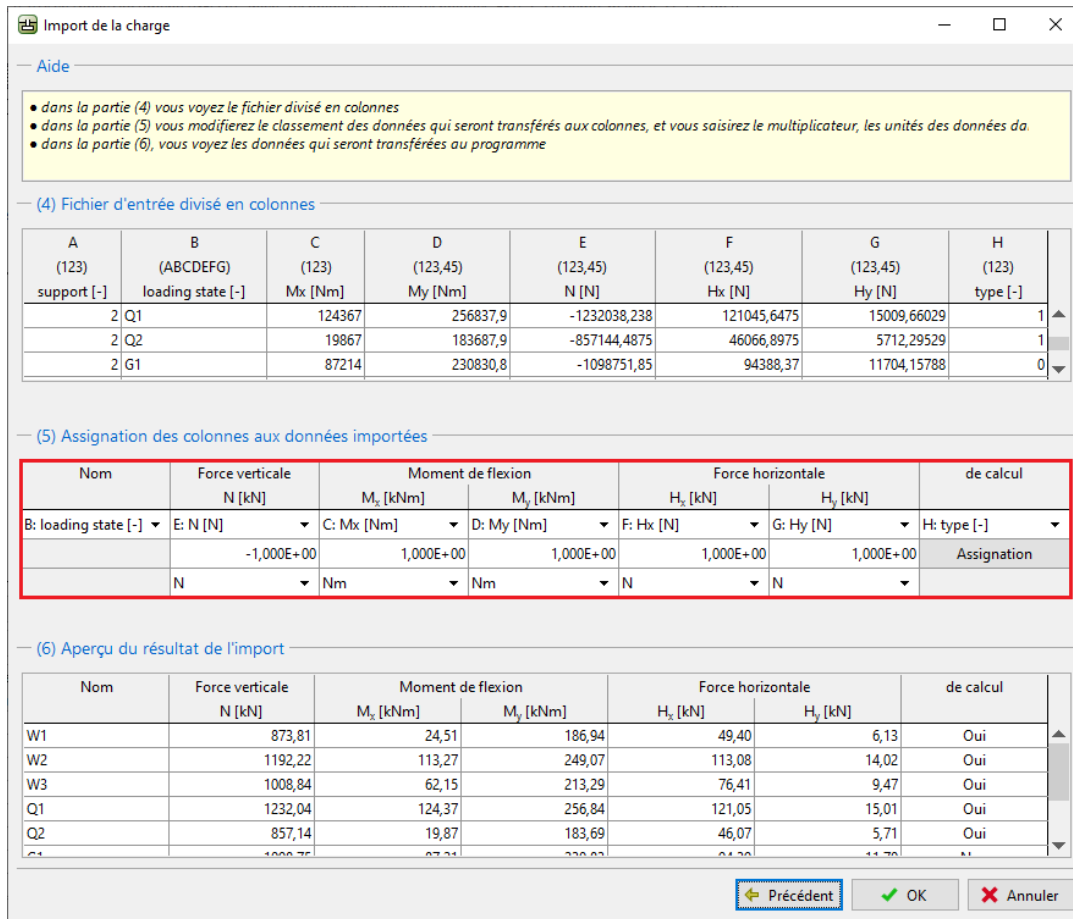 Import de la charge
Aide
• dans la partie (4) vous voyez le fichier divisé en colonnes
• dans la partie (5) vous modifierez le classement des données qui seront transférés aux colonnes, et vous saisirez le multiplicateur, les unités des données da
• dans la partie (6), vous voyez les données qui seront transférées au programme
(4) Fichier d'entrée divisé en colonnes
A B C D E F G H
(123) (ABCDEFG) (123) (123,45) (123,45) (123,45) (123,45) (123)
support [-] loading state [-] Mx [Nm] My [Nm] N [N] Hx [N] Hy [N] type [-]
2 Q1 124367 256837,9 -1232038,238 121045,6475 15009,66029 1
2 Q2 19867 183687,9 -857144,4875 46066,8975 5712,29529 1
2 G1 87214 230830,8 -1098751,85 94388,37 11704,15788 0
(5) Assignation des colonnes aux données importées
Nom Force verticale Moment de flexion Force horizontale de calcul
N [kN] Mx [kNm] My [kNm] Hx [kN] Hy [kN]
B: loading state [-] E: N [N] C: Mx [Nm] D: My [Nm] F: Hx [N] G: Hy [N] H: type [-]
-1,000E+00 1,000E+00 1,000E+00 1,000E+00 1,000E+00 Assignation
N Nm Nm N N
(6) Aperçu du résultat de l'import
Nom Force verticale Moment de flexion Force horizontale de calcul
N [kN] Mx [kNm] My [kNm] Hx [kN] Hy [kN]
W1 873,81 24,51 186,94 49,40 6,13 Oui
W2 1192,22 113,27 249,07 113,08 14,02 Oui
W3 1008,84 62,15 213,29 76,41 9,47 Oui
Q1 1232,04 124,37 256,84 121,05 15,01 Oui
Q2 857,14 19,87 183,69 46,07 5,71 Oui
Précédent OK Annuler